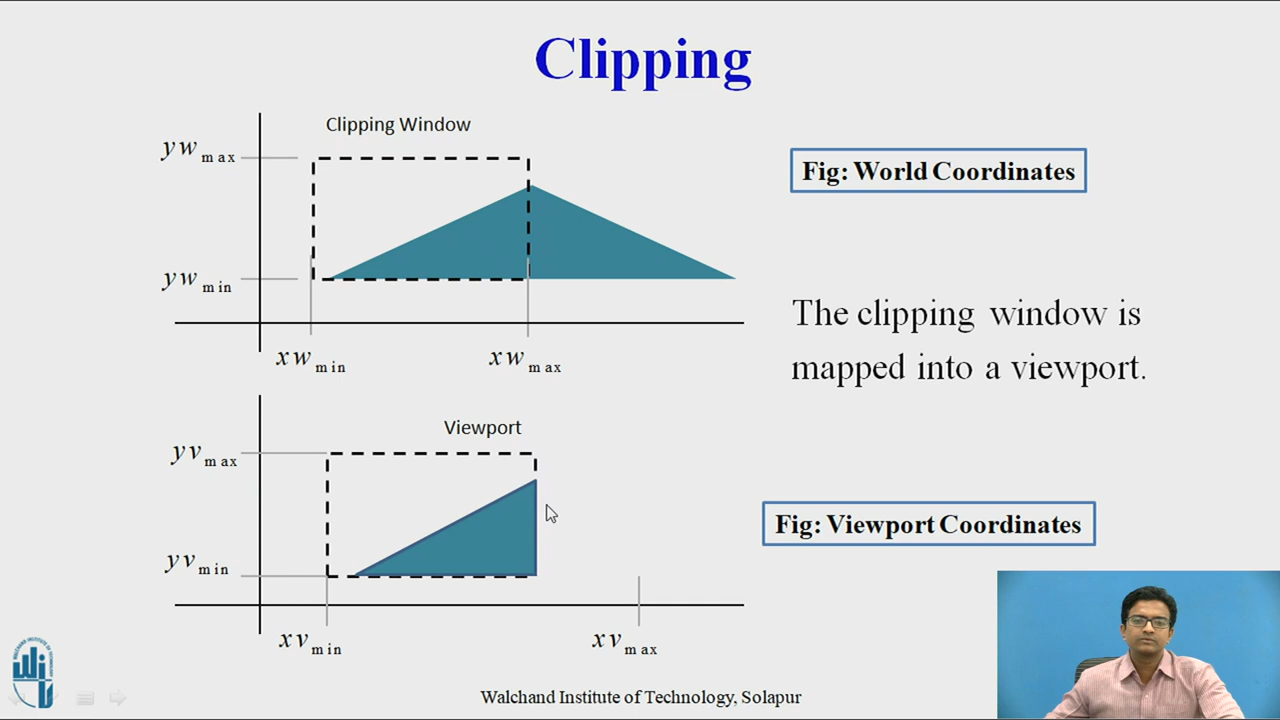 Clipping
Clipping Window
yw max
Fig: World Coordinates
yw min
The clipping window is
mapped into a viewport.
xw min
xw max
Viewport
yv max
Fig: Viewport Coordinates
yv min
xv min
xv max
Walchand Institute of Technology, Solapur